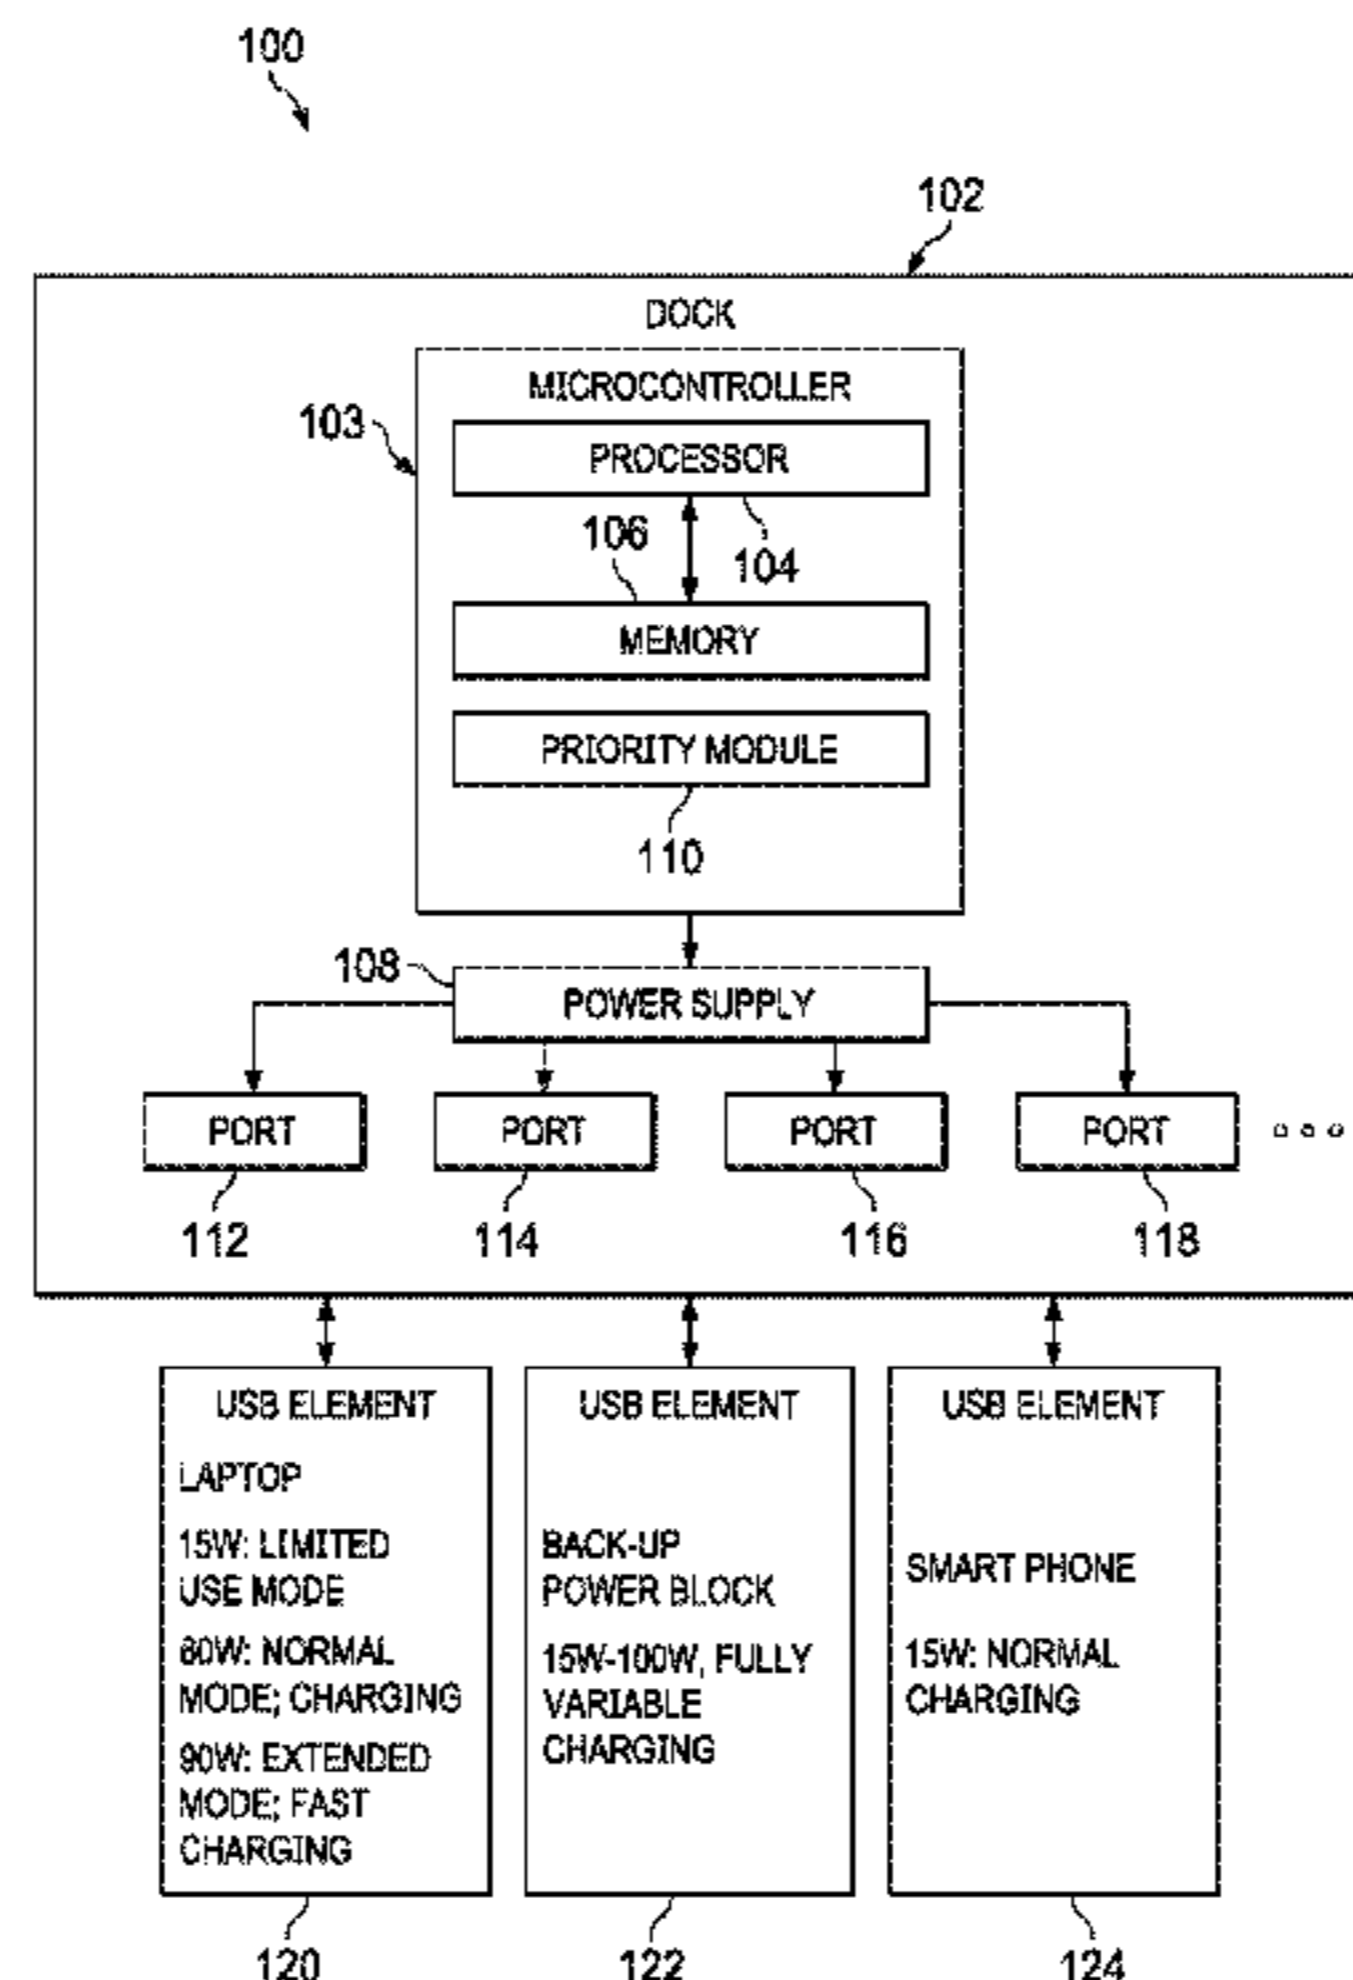 100
102
DOCK
MICROCONTROLLER
103
PROCESSOR
106
104
MEMORY
PRIORITY MODULE
110
108
POWER SUPPLY
PORT
PORT
PORT
PORT
112
114
116
118
USB ELEMENT
LAPTOP
15W: LIMITED
USE MODE
60W: NORMAL
MODE; CHARGING
90W: EXTENDED
MODE; FAST
CHARGING
120
USB ELEMENT
BACK-UP
POWER BLOCK
15W-100W, FULLY
VARIABLE
CHARGING
122
USB ELEMENT
SMART PHONE
15W: NORMAL
CHARGING
124